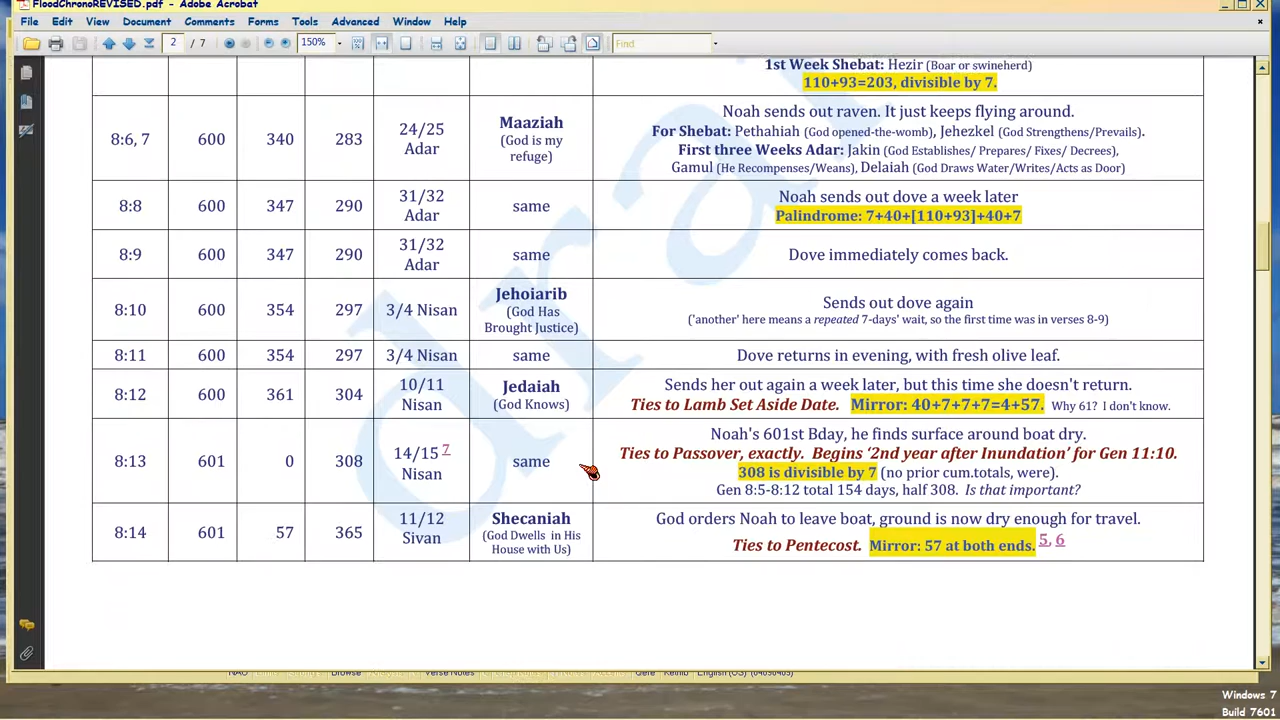 FloodChronoREVISED.pdf - Adobe Acrobat
File Edit View Document Comments Forms Tools Advanced Window Help
2 / 7 150% Find
1st Week Shebat: Hezir (Boar or swineherd)
110+93=203, divisible by 7.
8:6, 7 600 340 283 24/25 Adar Maaziah (God is my refuge)
Noah sends out raven. It just keeps flying around.
For Shebat: Pethahiah (God opened-the-womb), Jehezkel (God Strengthens/Prevails).
First three Weeks Adar: Jakin (God Establishes/ Prepares/ Fixes/ Decrees),
Gamul (He Recompenses/Weans), Delaiah (God Draws Water/Writes/Acts as Door)
8:8 600 347 290 31/32 Adar same
Noah sends out dove a week later
Palindrome: 7+40+[110+93]+40+7
8:9 600 347 290 31/32 Adar same Dove immediately comes back.
8:10 600 354 297 3/4 Nisan Jehoiarib (God Has Brought Justice)
Sends out dove again
('another' here means a repeated 7-days' wait, so the first time was in verses 8-9)
8:11 600 354 297 3/4 Nisan same Dove returns in evening, with fresh olive leaf.
8:12 600 361 304 10/11 Nisan Jedaiah (God Knows)
Sends her out again a week later, but this time she doesn't return.
Ties to Lamb Set Aside Date. Mirror: 40+7+7+7=4+57. Why 61? I don't know.
8:13 601 0 308 14/15 7 Nisan same
Noah's 601st Bday, he finds surface around boat dry.
Ties to Passover, exactly. Begins '2nd year after Inundation' for Gen 11:10.
308 is divisible by 7 (no prior cum.totals, were).
Gen 8:5-8:12 total 154 days, half 308. Is that important?
8:14 601 57 365 11/12 Sivan Shecaniah (God Dwells in His House with Us)
God orders Noah to leave boat, ground is now dry enough for travel.
Ties to Pentecost. Mirror: 57 at both ends. 5, 6
draft
Browse Verse Notes Qere Kethib English (US)
Windows 7
Build 7601